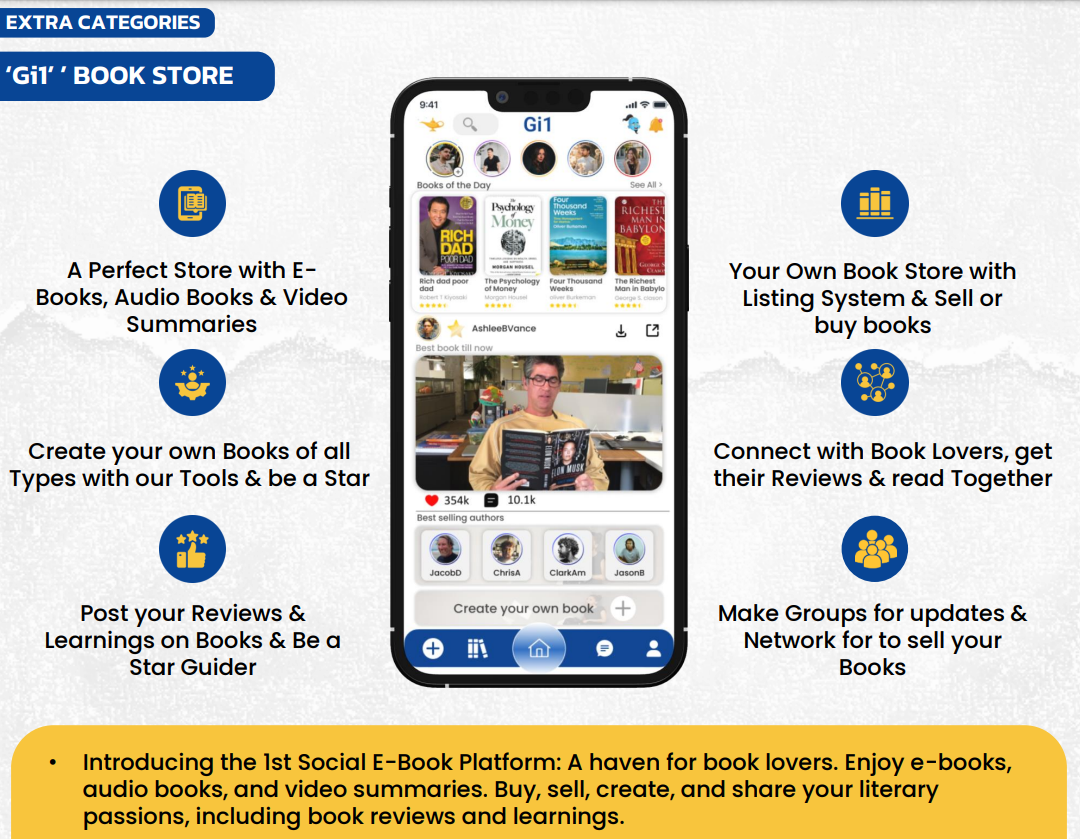 EXTRA CATEGORIES
‘Gi1’ ’ BOOK STORE
A Perfect Store with E-
Books, Audio Books & Video
Summaries
Create your own Books of all
Types with our Tools & be a Star
Post your Reviews &
Learnings on Books & Be a
Star Guider
9:41
Gi1
Books of the Day
See All >
RICH
DAD
POOR DAD
The
Psychology
of
Money
MORGAN HOUSEL
Four
Thousand
Weeks
Oliver Burkeman
THE
RICHEST
MAN IN
BABYLON
Rich dad poor
dad
Robert T Kiyosaki
The Psychology
of Money
Morgan Housel
Four Thousand
Weeks
oliver Burkeman
The Richest
Man in Babylo
George S. clason
AshleeBVance
Best book till now
ELON MUSK
354k
10.1k
Best selling authors
JacobD
ChrisA
ClarkAm
JasonB
Create your own book
Your Own Book Store with
Listing System & Sell or
buy books
Connect with Book Lovers, get
their Reviews & read Together
Make Groups for updates &
Network for to sell your
Books
• Introducing the 1st Social E-Book Platform: A haven for book lovers. Enjoy e-books,
audio books, and video summaries. Buy, sell, create, and share your literary
passions, including book reviews and learnings.